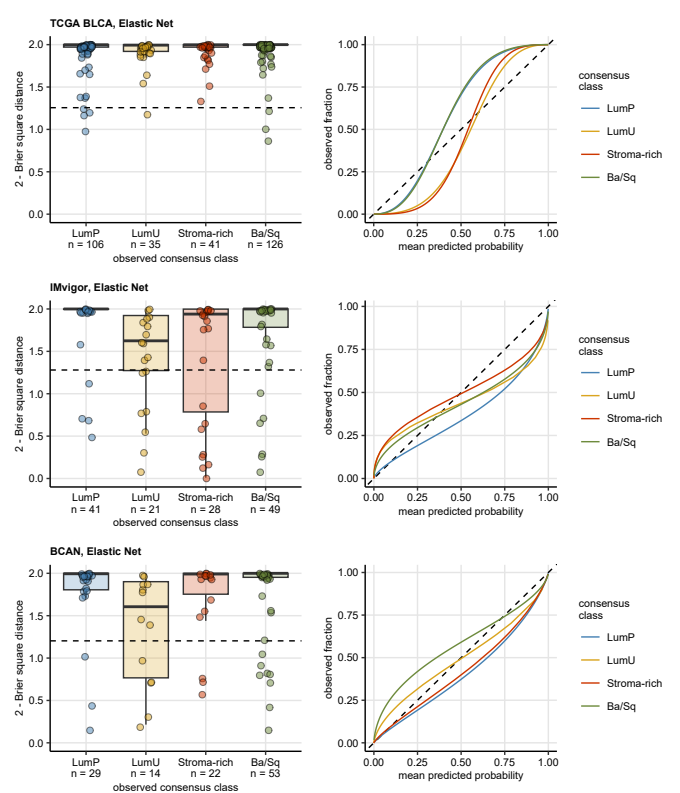 TCGA BLCA, Elastic Net
2 - Brier square distance
2.0
1.5
1.0
0.5
0.0
LumP
n = 106
LumU
n = 35
Stroma-rich
n = 41
Ba/Sq
n = 126
observed consensus class
observed fraction
1.00
0.75
0.50
0.25
0.00
0.00 0.25 0.50 0.75 1.00
mean predicted probability
consensus
class
LumP
LumU
Stroma-rich
Ba/Sq
IMvigor, Elastic Net
2 - Brier square distance
2.0
1.5
1.0
0.5
0.0
LumP
n = 41
LumU
n = 21
Stroma-rich
n = 28
Ba/Sq
n = 49
observed consensus class
observed fraction
1.00
0.75
0.50
0.25
0.00
0.00 0.25 0.50 0.75 1.00
mean predicted probability
consensus
class
LumP
LumU
Stroma-rich
Ba/Sq
BCAN, Elastic Net
2 - Brier square distance
2.0
1.5
1.0
0.5
0.0
LumP
n = 29
LumU
n = 14
Stroma-rich
n = 22
Ba/Sq
n = 53
observed consensus class
observed fraction
1.00
0.75
0.50
0.25
0.00
0.00 0.25 0.50 0.75 1.00
mean predicted probability
consensus
class
LumP
LumU
Stroma-rich
Ba/Sq